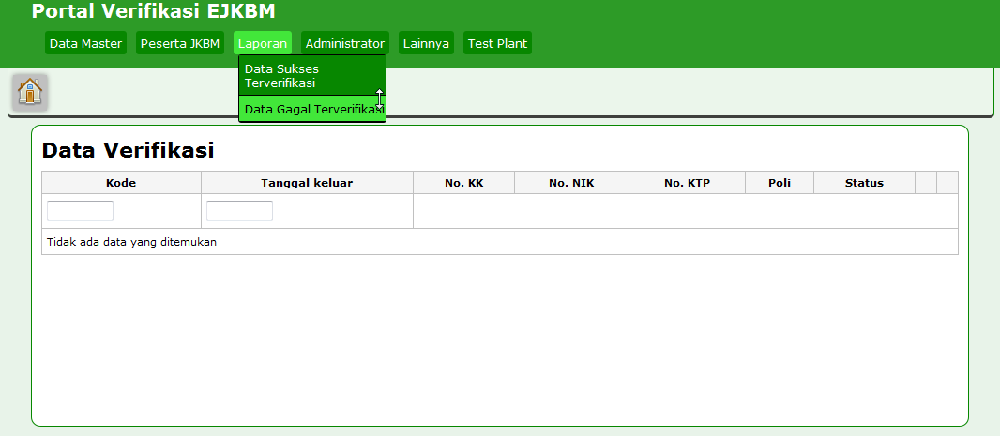 Portal Verifikasi EJKBM
Data Master Peserta JKBM Laporan Administrator Lainnya Test Plant
Data Sukses
Terverifikasi
Data Gagal Terverifikasi
Data Verifikasi
Kode Tanggal keluar No. KK No. NIK No. KTP Poli Status
Tidak ada data yang ditemukan